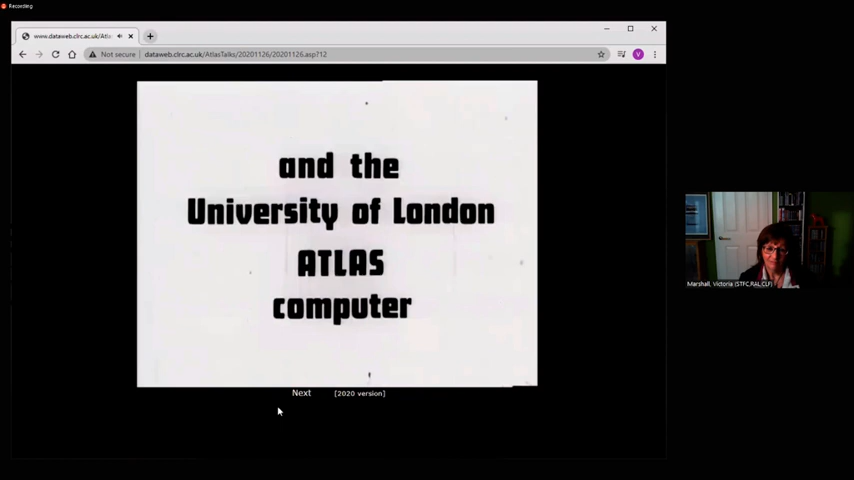 Recording
www.dataweb.clrc.ac.uk/Atla
Not secure
dataweb.clrc.ac.uk/AtlasTalks/20201126/20201126.asp?12
V
and the
University of London
ATLAS
computer
Next
[2020 version]
Marshall, Victoria (STFC,RAL,CLF)